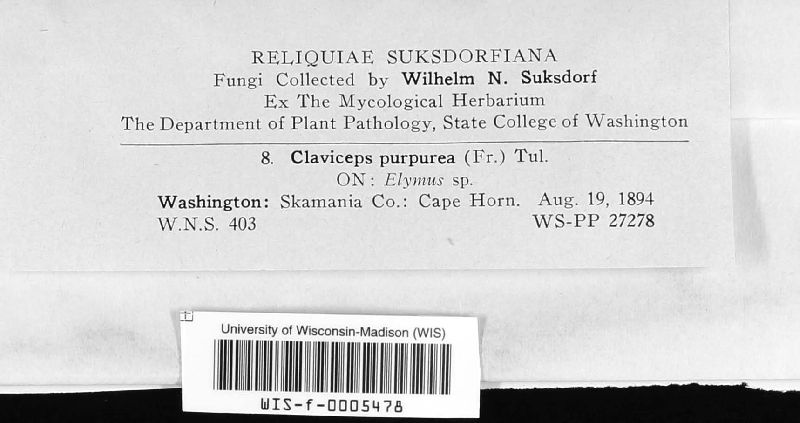 RELIQUIAE SUKSDORFIANA
Fungi Collected by Wilhelm N. Suksdorf
Ex The Mycological Herbarium
The Department of Plant Pathology, State College of Washington
8. Claviceps purpurea (Fr.) Tul.
ON: Elymus sp.
Washington: Skamania Co.: Cape Horn. Aug. 19, 1894
W.N.S. 403 WS-PP 27278
University of Wisconsin-Madison (WIS)
WIS-f-0005478